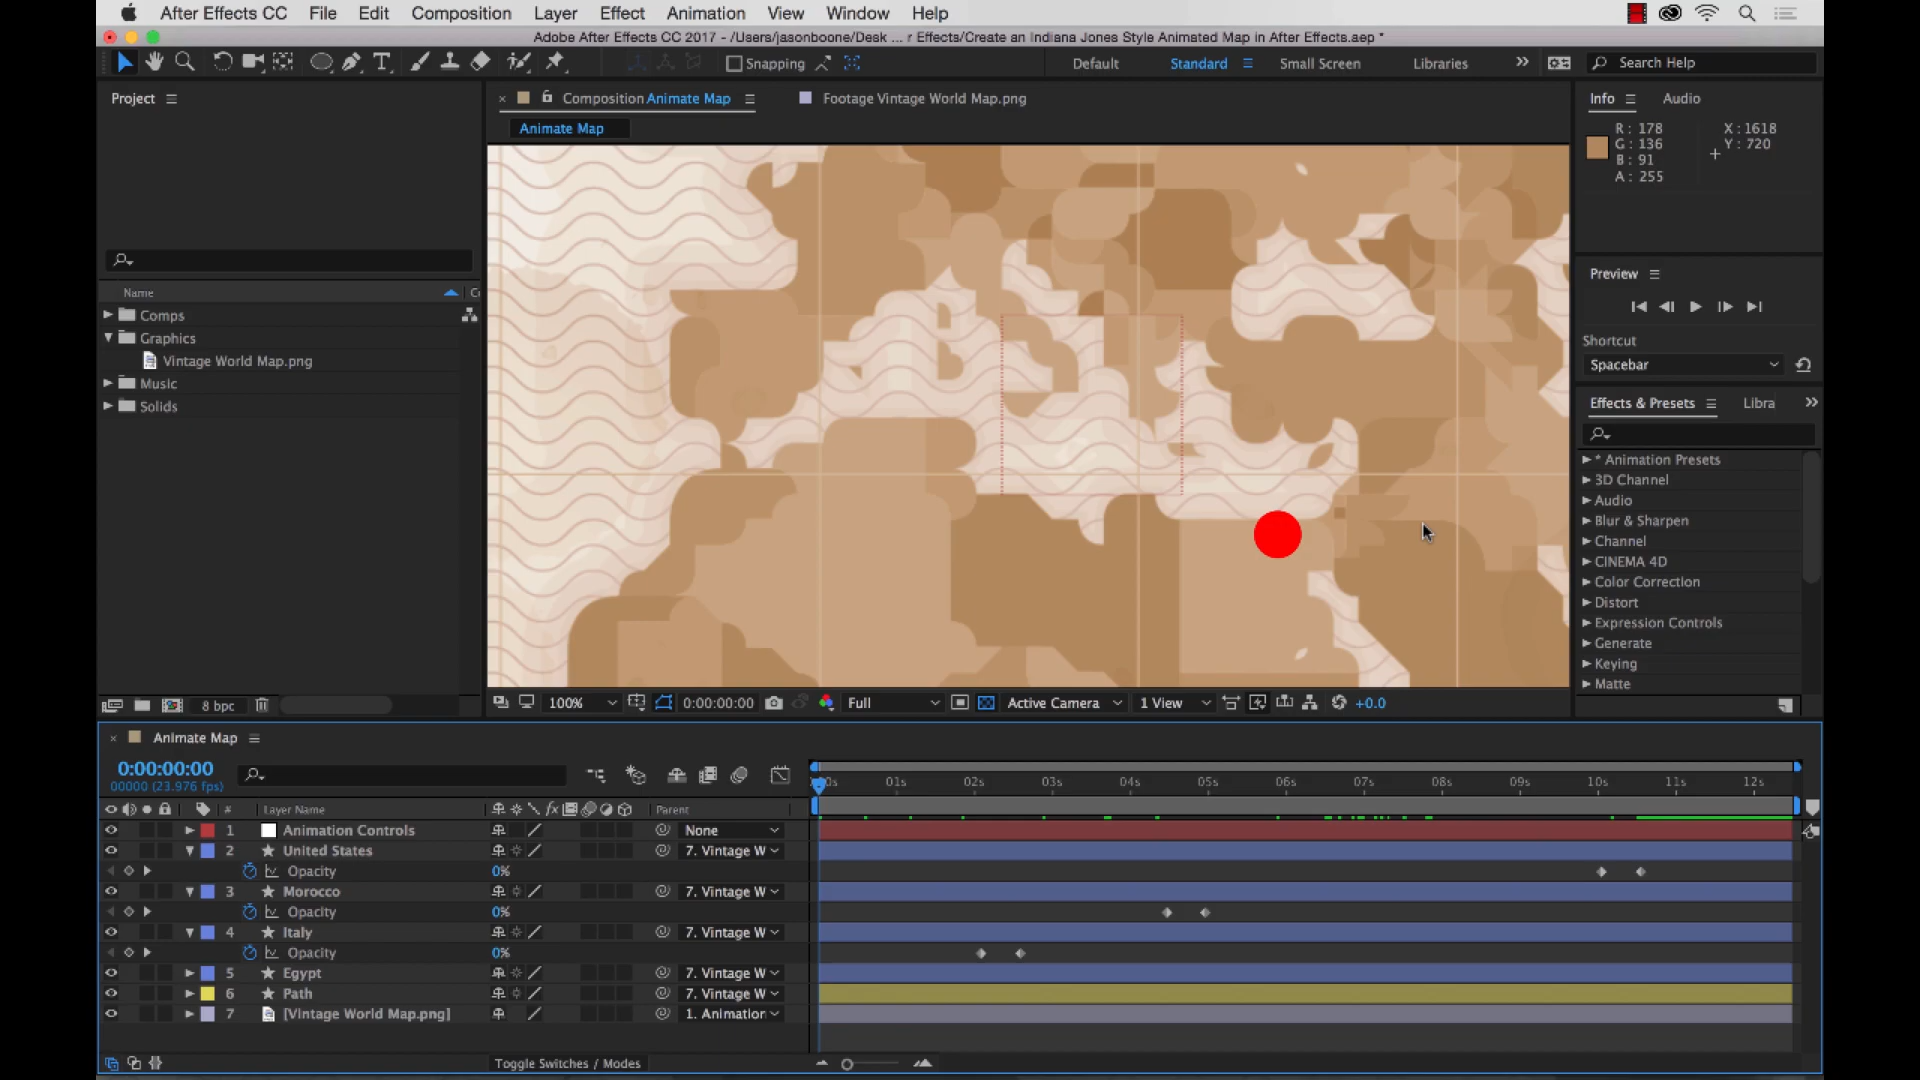 After Effects CC File Edit Composition Layer Effect Animation View Window Help
Adobe After Effects CC 2017 - /Users/jasonboone/Desk ... r Effects/Create an Indiana Jones Style Animated Map in After Effects.aep *
Snapping Default Standard Small Screen Libraries Search Help
Project
Composition Animate Map Footage Vintage World Map.png
Animate Map
Info Audio
R : 178 X : 1618
G : 136 Y : 720
B : 91
A : 255
Name
Comps
Graphics
Vintage World Map.png
Music
Solids
Preview
Shortcut
Spacebar
Effects & Presets Libra
* Animation Presets
3D Channel
Audio
Blur & Sharpen
Channel
CINEMA 4D
Color Correction
Distort
Expression Controls
Generate
Keying
Matte
8 bpc
100% 0:00:00:00 Full Active Camera 1 View +0.0
Animate Map
0:00:00:00
00000 (23.976 fps)
01s 02s 03s 04s 05s 06s 07s 08s 09s 10s 11s 12s
# Layer Name fx Parent
1 Animation Controls None
2 United States 7. Vintage W
Opacity 0%
3 Morocco 7. Vintage W
Opacity 0%
4 Italy 7. Vintage W
Opacity 0%
5 Egypt 7. Vintage W
6 Path 7. Vintage W
7 [Vintage World Map.png] 1. Animation
Toggle Switches / Modes